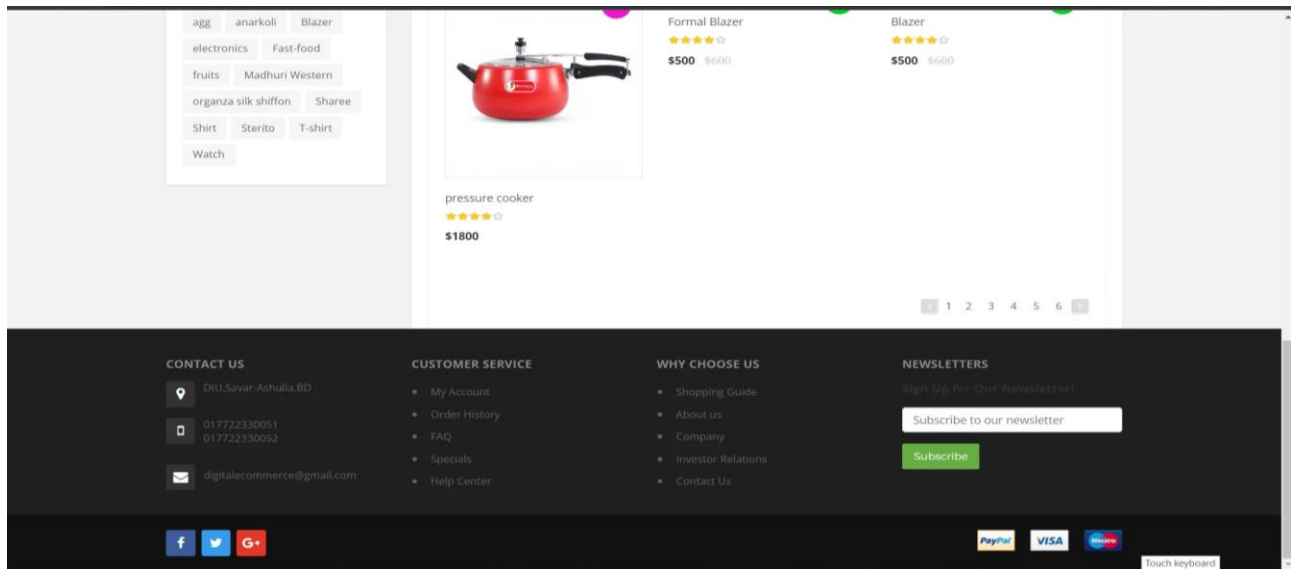 agg anarkoli Blazer
electronics Fast-food
fruits Madhuri Western
organza silk shiffon Sharee
Shirt Sterito T-shirt
Watch
pressure cooker
$1800
Formal Blazer
$500 $600
Blazer
$500 $600
1 2 3 4 5 6
CONTACT US
DIU,Savar-Ashulia,BD
017722330051
017722330052
digitalecommerce@gmail.com
CUSTOMER SERVICE
My Account
Order History
FAQ
Specials
Help Center
WHY CHOOSE US
Shopping Guide
About us
Company
Investor Relations
Contact Us
NEWSLETTERS
Sign Up for Our Newsletter!
Subscribe to our newsletter
Subscribe
f G+
PayPal VISA Maestro
Touch keyboard